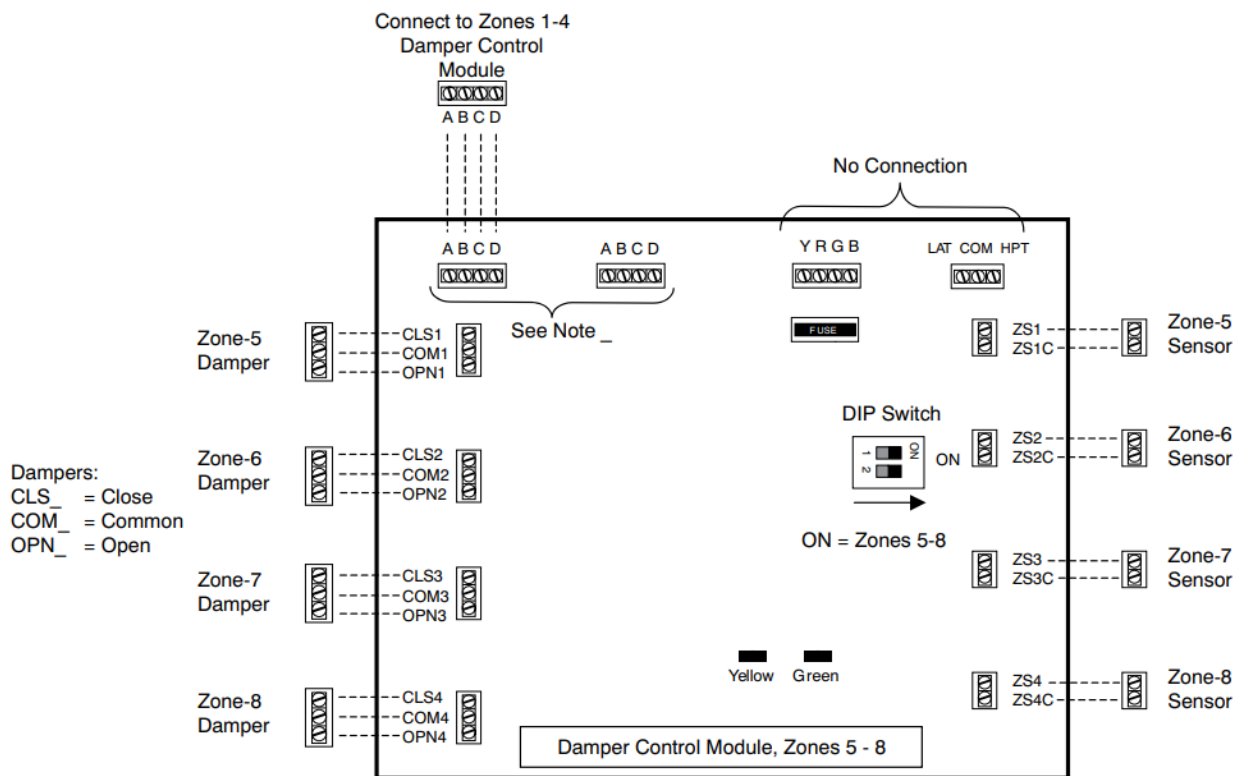 Connect to Zones 1-4
Damper Control
Module
A B C D
No Connection
A B C D
A B C D
Y R G B
LAT COM HPT
See Note _
FUSE
Zone-5
Damper
CLS1
COM1
OPN1
ZS1
ZS1C
Zone-5
Sensor
DIP Switch
ON
1
2
ON
ON = Zones 5-8
Zone-6
Damper
CLS2
COM2
OPN2
ZS2
ZS2C
Zone-6
Sensor
Dampers:
CLS_ = Close
COM_ = Common
OPN_ = Open
Zone-7
Damper
CLS3
COM3
OPN3
ZS3
ZS3C
Zone-7
Sensor
Yellow Green
Zone-8
Damper
CLS4
COM4
OPN4
ZS4
ZS4C
Zone-8
Sensor
Damper Control Module, Zones 5 - 8